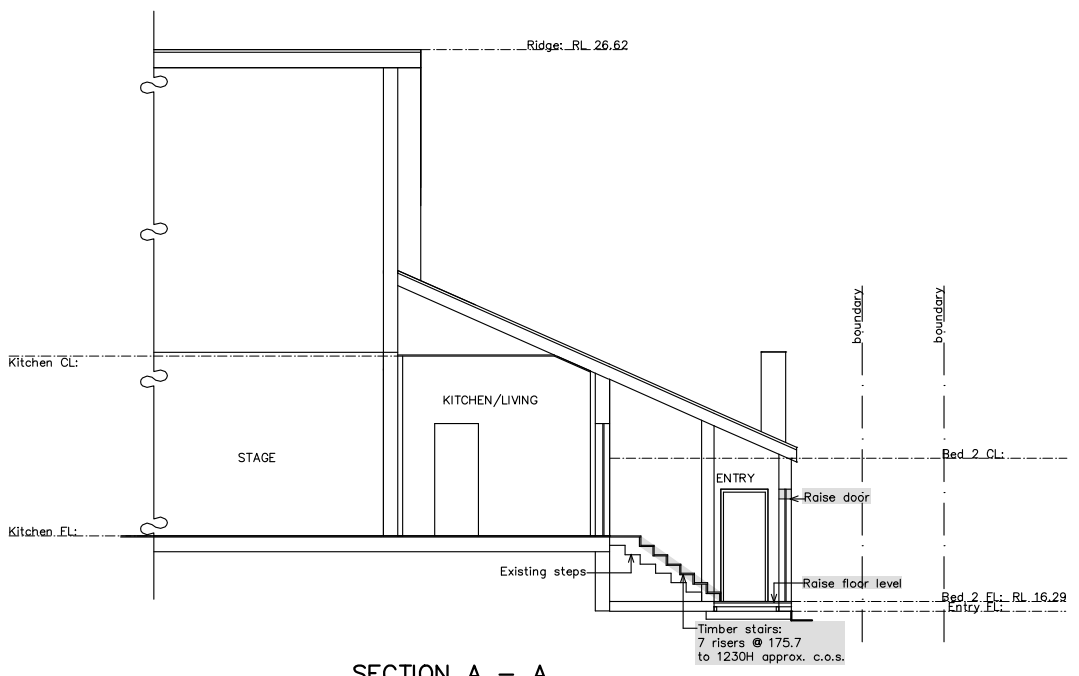 Ridge: RL 26.62
boundary
boundary
Kitchen CL:
KITCHEN/LIVING
STAGE
Bed 2 CL:
ENTRY
Raise door
Kitchen FL:
Existing steps
Raise floor level
Bed 2 FL: RL 16.29
Entry FL:
Timber stairs:
7 risers @ 175.7
to 1230H approx. c.o.s.
SECTION A - A